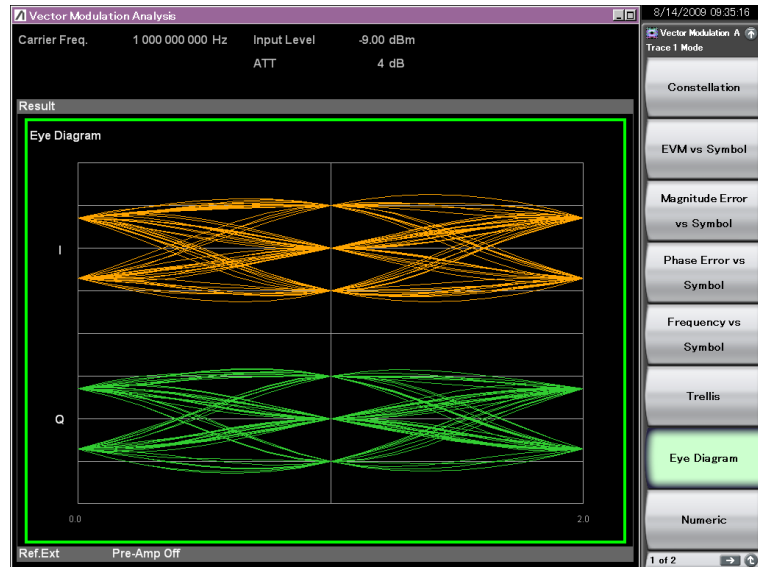 Vector Modulation Analysis
Carrier Freq. 1 000 000 000 Hz Input Level -9.00 dBm
ATT 4 dB
Result
Eye Diagram
I
Q
0.0 2.0
Ref.Ext Pre-Amp Off
8/14/2009 09:35:16
Vector Modulation A
Trace 1 Mode
Constellation
EVM vs Symbol
Magnitude Error
vs Symbol
Phase Error vs
Symbol
Frequency vs
Symbol
Trellis
Eye Diagram
Numeric
1 of 2